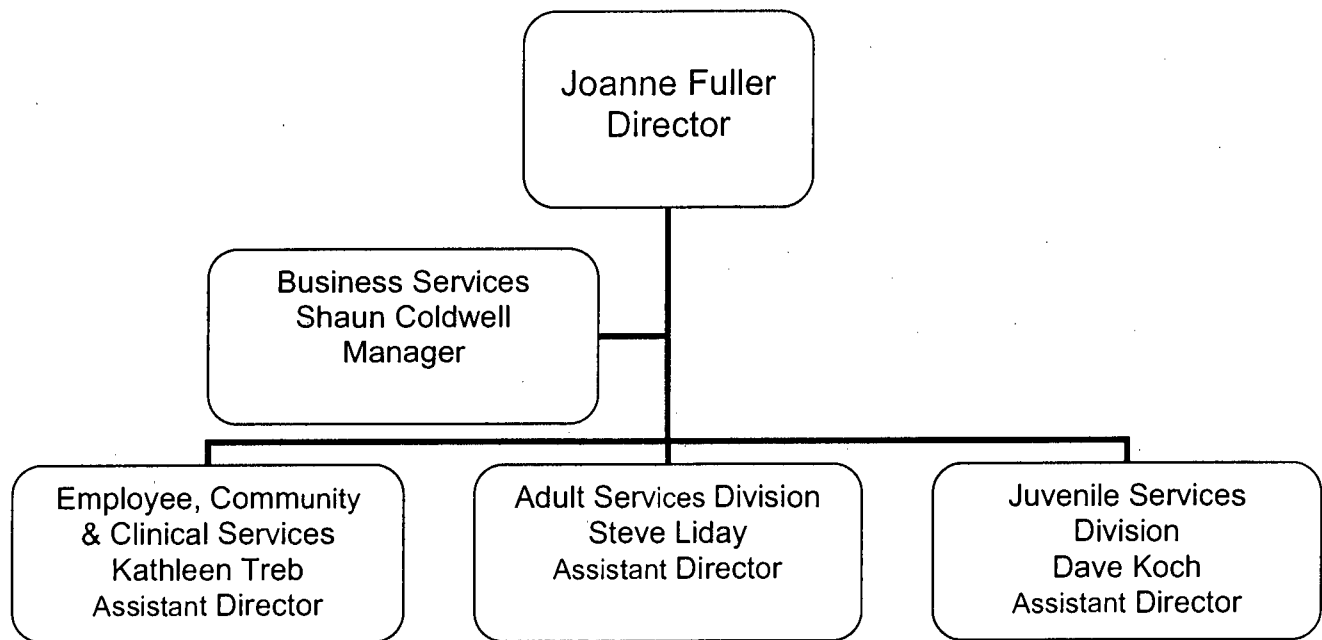 Joanne Fuller
Director
Business Services
Shaun Coldwell
Manager
Employee, Community
& Clinical Services
Kathleen Treb
Assistant Director
Adult Services Division
Steve Liday
Assistant Director
Juvenile Services
Division
Dave Koch
Assistant Director